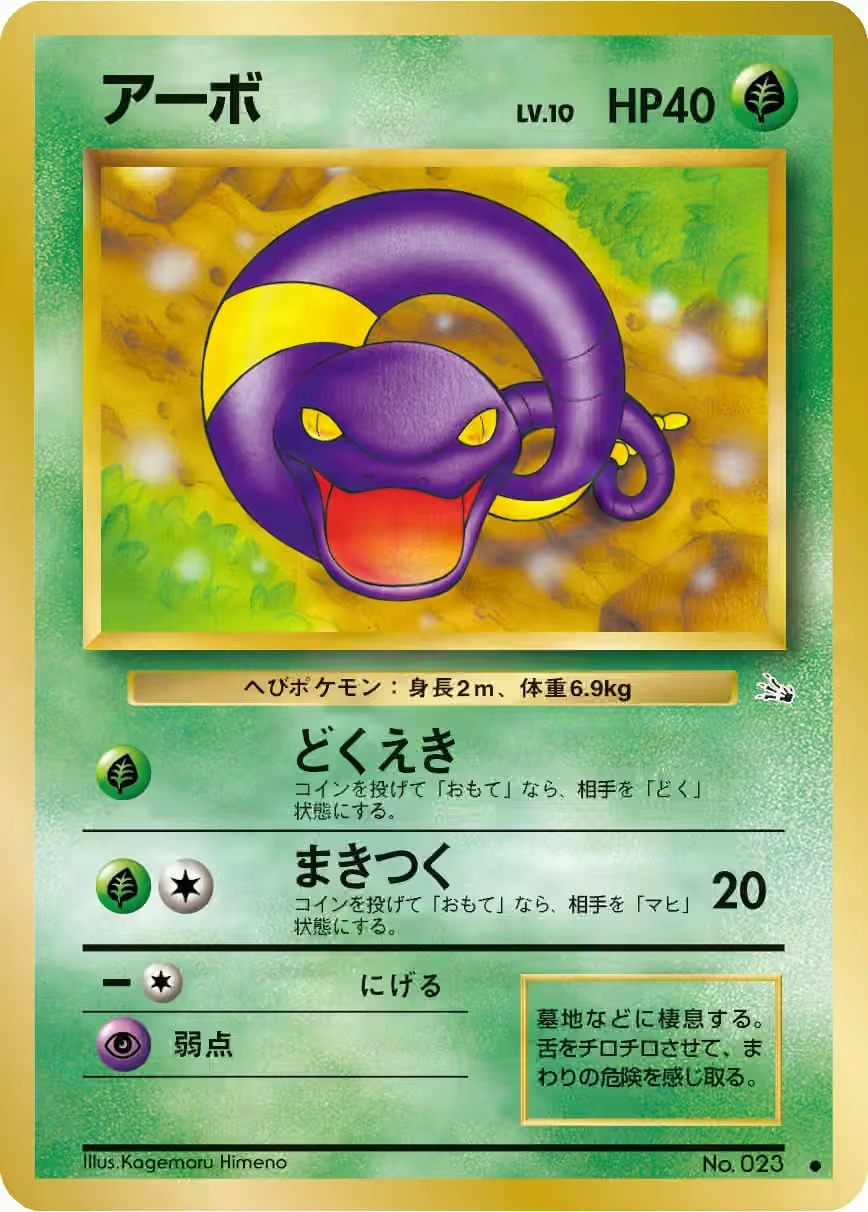 アーボ LV.10 HP40
へびポケモン：身長2m、体重6.9kg
どくえき
コインを投げて「おもて」なら、相手を「どく」
状態にする。
まきつく 20
コインを投げて「おもて」なら、相手を「マヒ」
状態にする。
にげる
弱点
墓地などに棲息する。
舌をチロチロさせて、ま
わりの危険を感じ取る。
Illus.Kagemaru Himeno No. 023